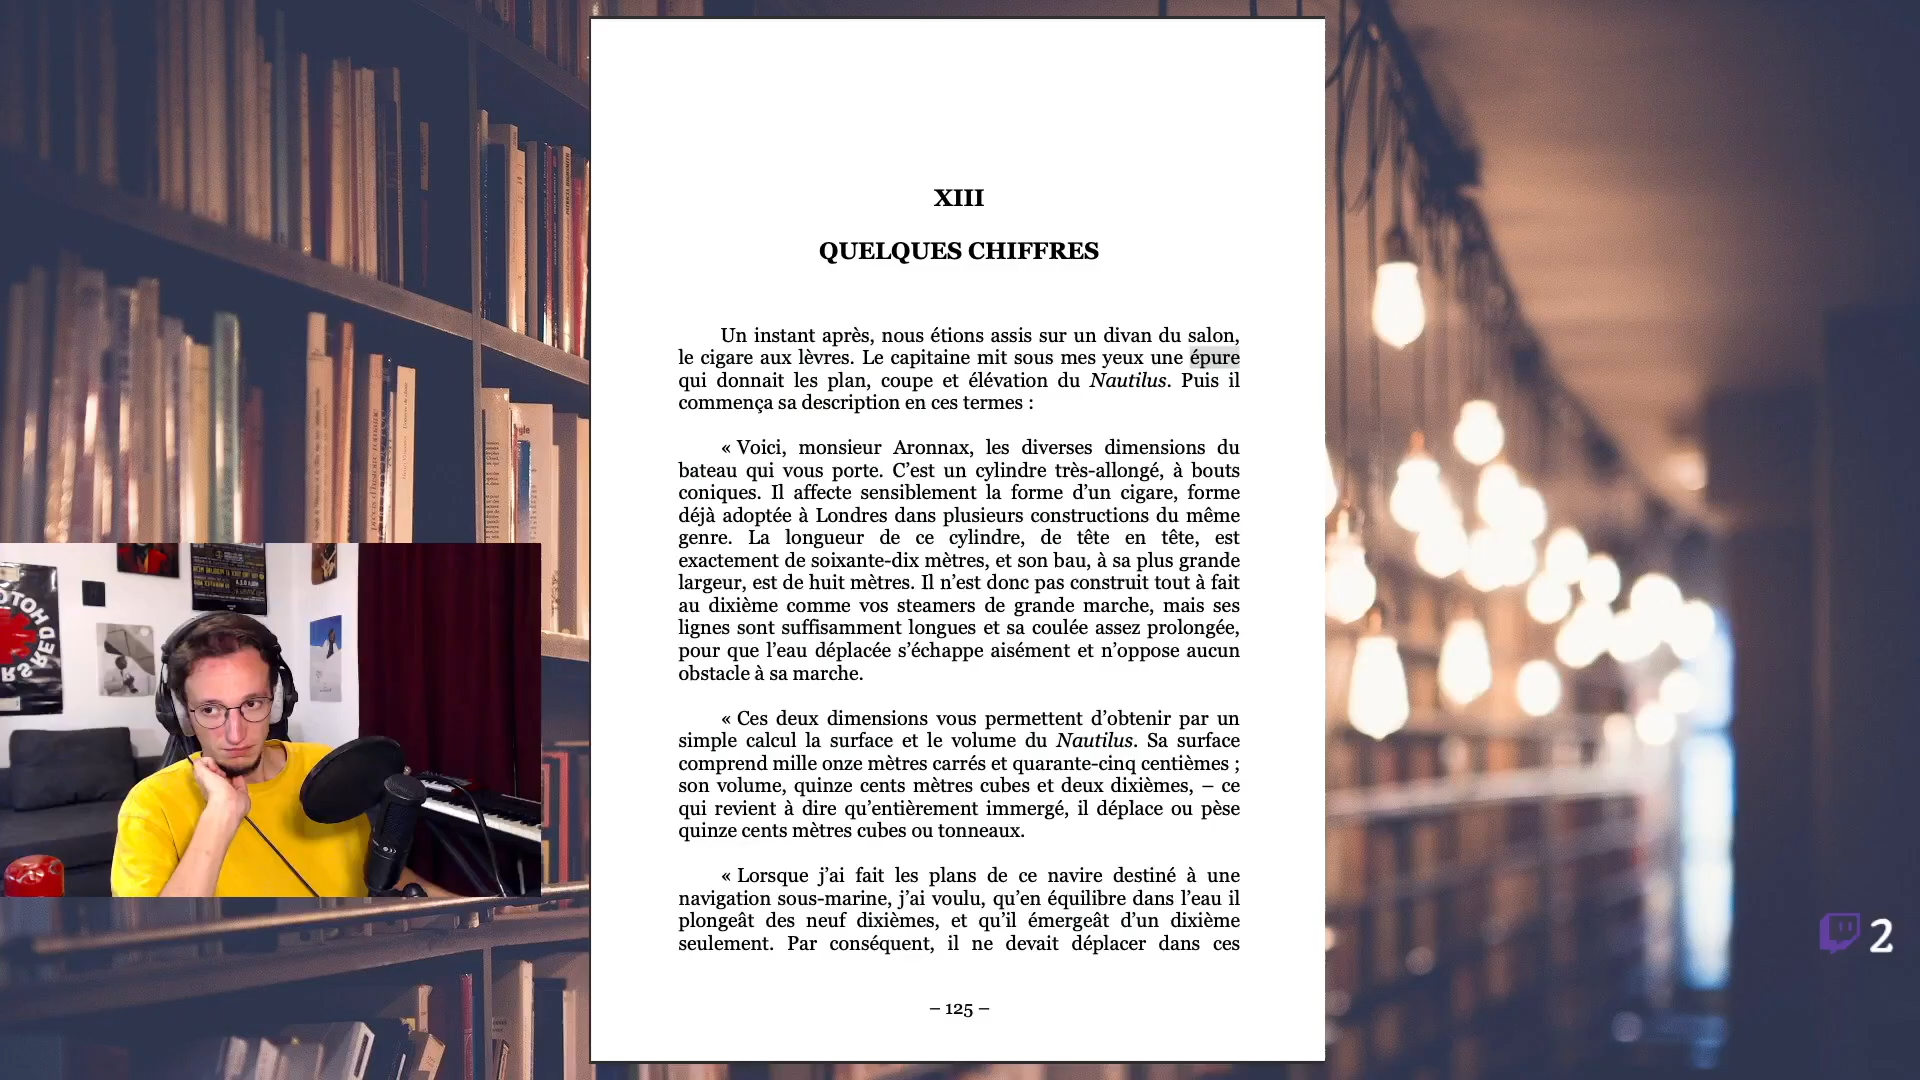 XIII
QUELQUES CHIFFRES
Un instant après, nous étions assis sur un divan du salon,
le cigare aux lèvres. Le capitaine mit sous mes yeux une épure
qui donnait les plan, coupe et élévation du Nautilus. Puis il
commença sa description en ces termes :
« Voici, monsieur Aronnax, les diverses dimensions du
bateau qui vous porte. C’est un cylindre très-allongé, à bouts
coniques. Il affecte sensiblement la forme d’un cigare, forme
déjà adoptée à Londres dans plusieurs constructions du même
genre. La longueur de ce cylindre, de tête en tête, est
exactement de soixante-dix mètres, et son bau, à sa plus grande
largeur, est de huit mètres. Il n’est donc pas construit tout à fait
au dixième comme vos steamers de grande marche, mais ses
lignes sont suffisamment longues et sa coulée assez prolongée,
pour que l’eau déplacée s’échappe aisément et n’oppose aucun
obstacle à sa marche.
« Ces deux dimensions vous permettent d’obtenir par un
simple calcul la surface et le volume du Nautilus. Sa surface
comprend mille onze mètres carrés et quarante-cinq centièmes ;
son volume, quinze cents mètres cubes et deux dixièmes, – ce
qui revient à dire qu’entièrement immergé, il déplace ou pèse
quinze cents mètres cubes ou tonneaux.
« Lorsque j’ai fait les plans de ce navire destiné à une
navigation sous-marine, j’ai voulu, qu’en équilibre dans l’eau il
plongeât des neuf dixièmes, et qu’il émergeât d’un dixième
seulement. Par conséquent, il ne devait déplacer dans ces
– 125 –
2